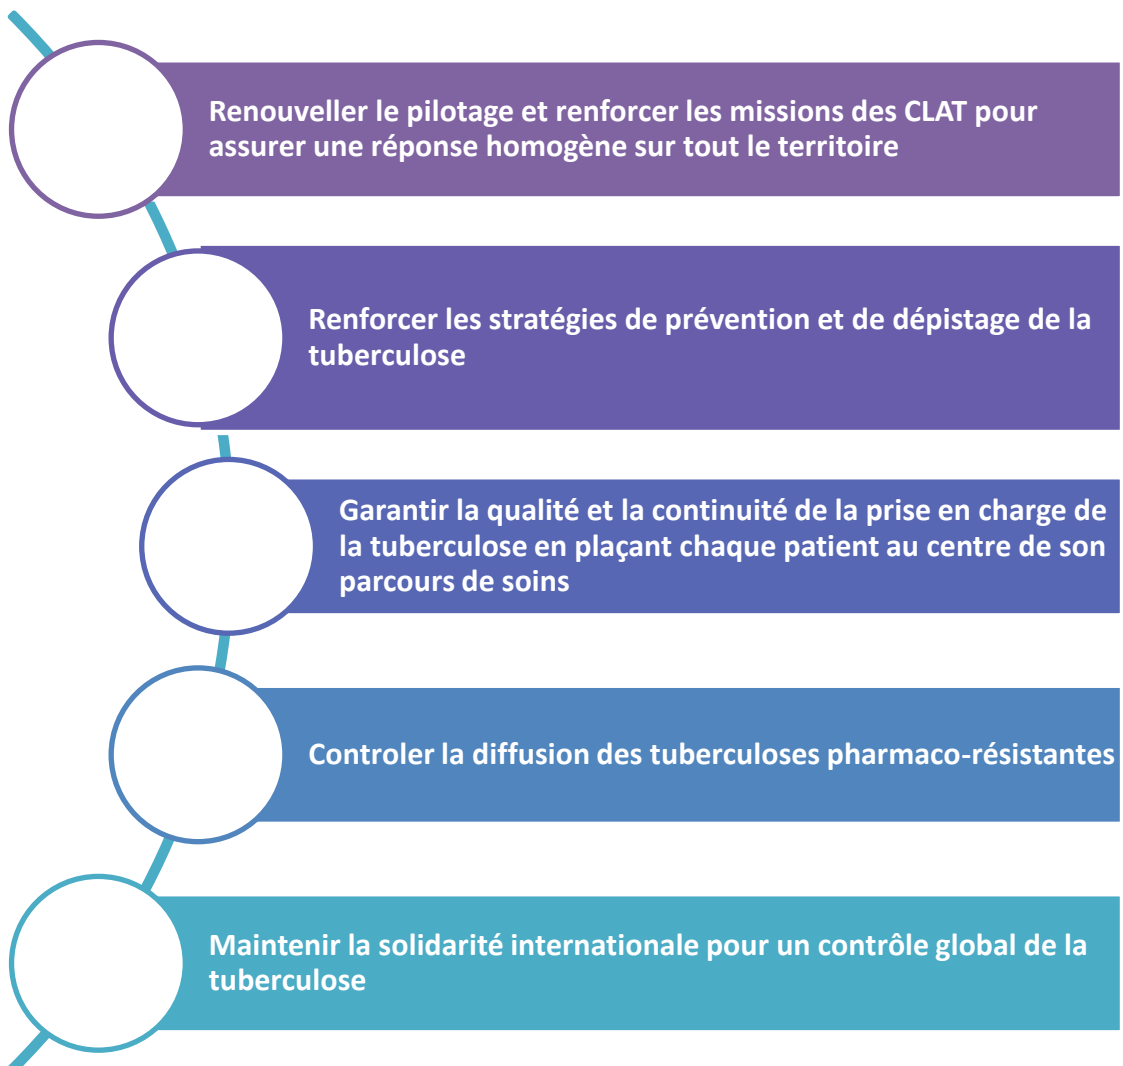 Renouveller le pilotage et renforcer les missions des CLAT pour
assurer une réponse homogène sur tout le territoire
Renforcer les stratégies de prévention et de dépistage de la
tuberculose
Garantir la qualité et la continuité de la prise en charge de
la tuberculose en plaçant chaque patient au centre de son
parcours de soins
Controler la diffusion des tuberculoses pharmaco-résistantes
Maintenir la solidarité internationale pour un contrôle global de la
tuberculose